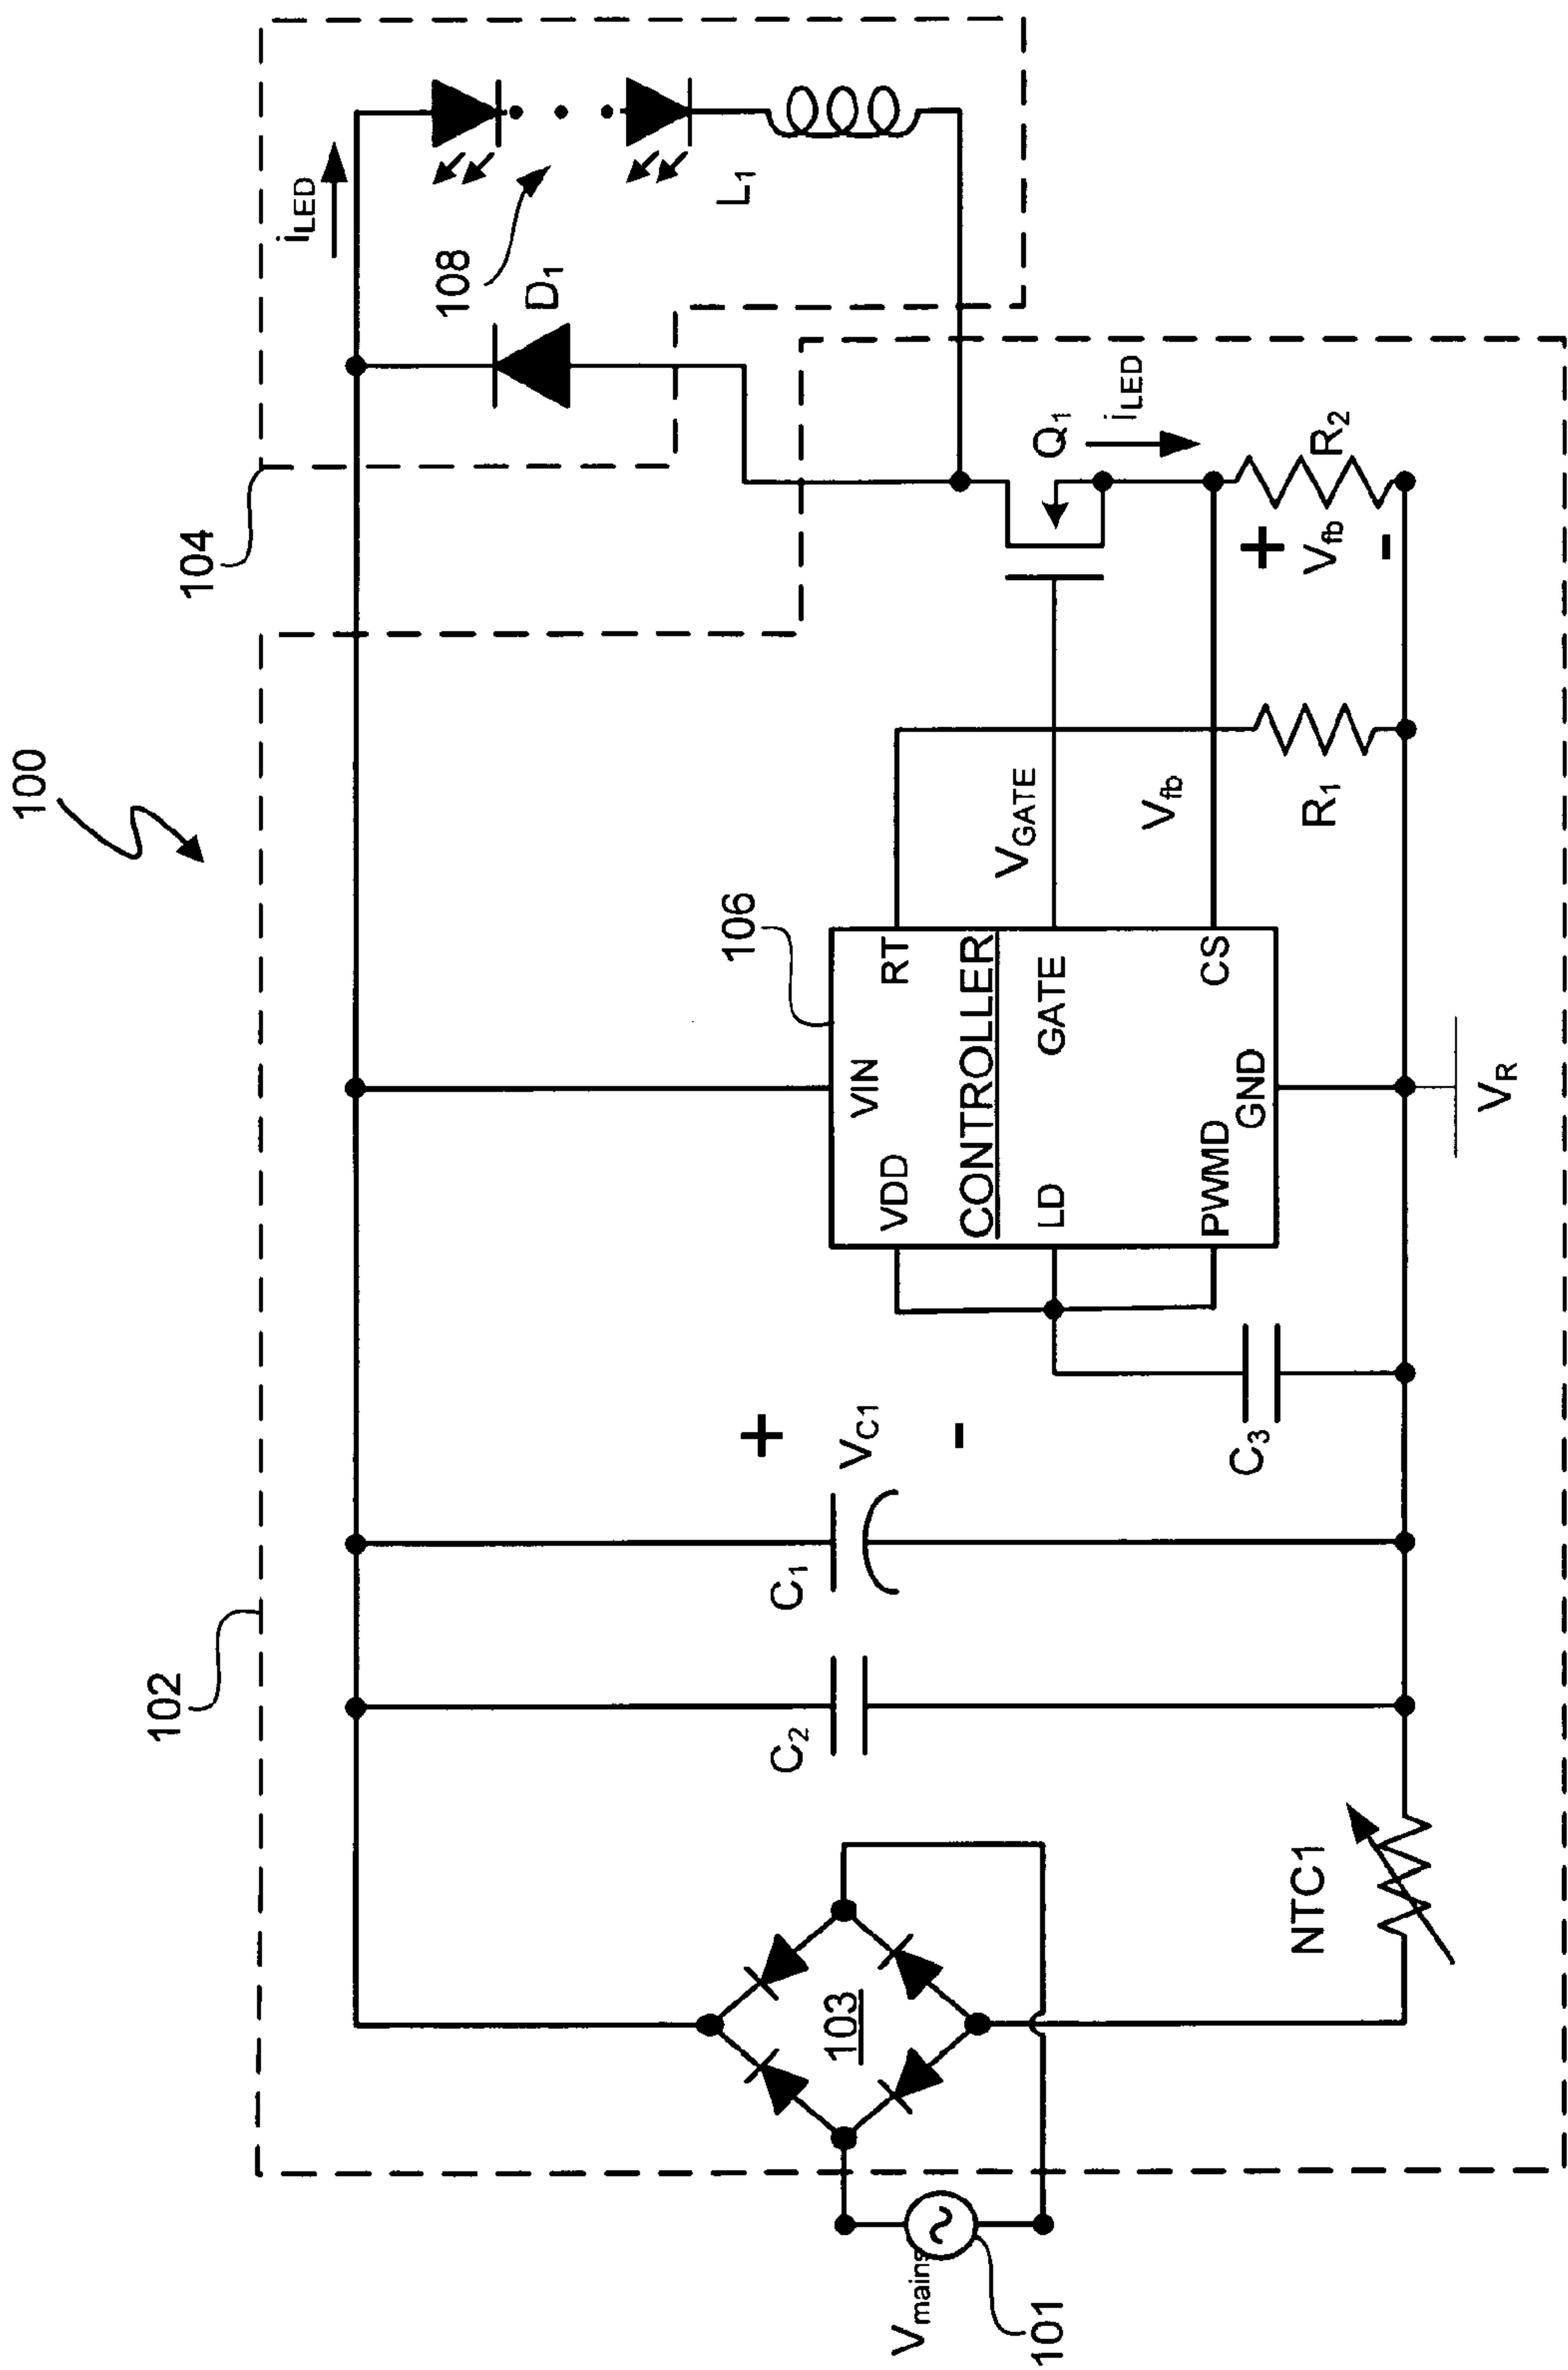 100
102
104
iLED
108
D1
L1
Vmains
101
103
C2
C1
+
VC1
-
106
VIN
VDD
RT
CONTROLLER
LD
GATE
PWMD
CS
GND
VGATE
Vfb
Q1
iLED
C3
R1
+
Vfb
-
R2
NTC1
VR